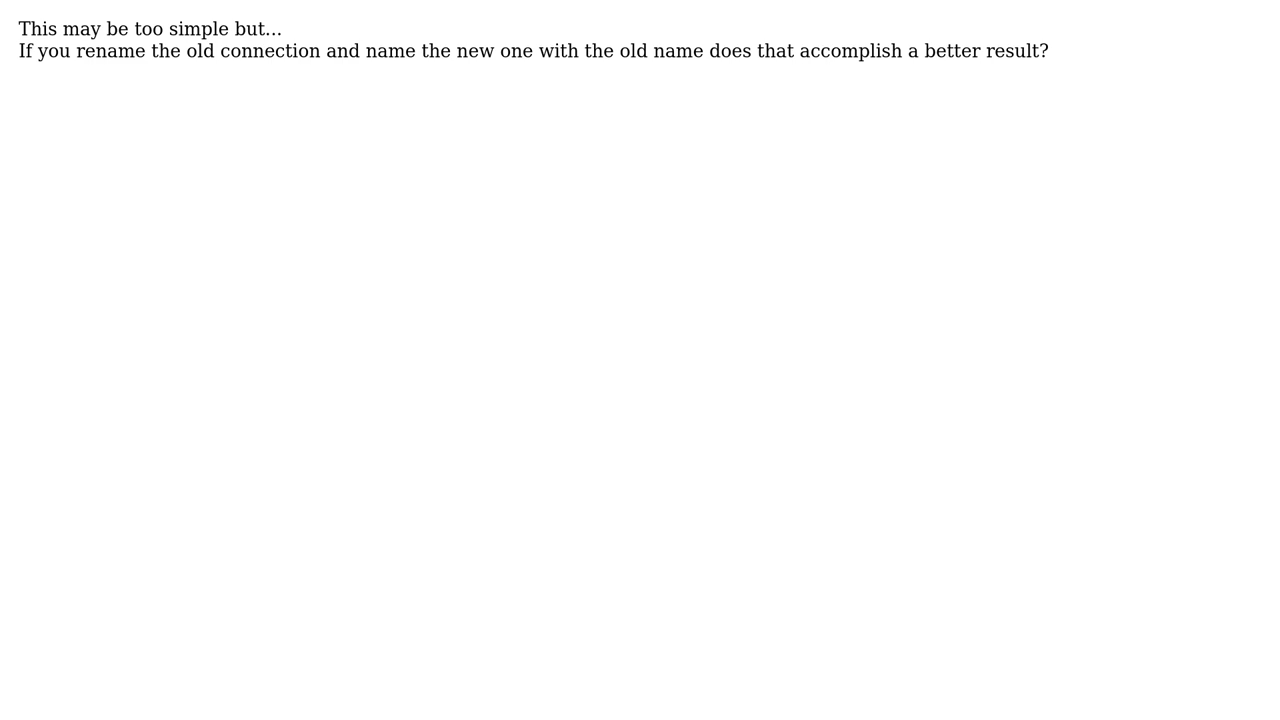 This may be too simple but...
If you rename the old connection and name the new one with the old name does that accomplish a better result?